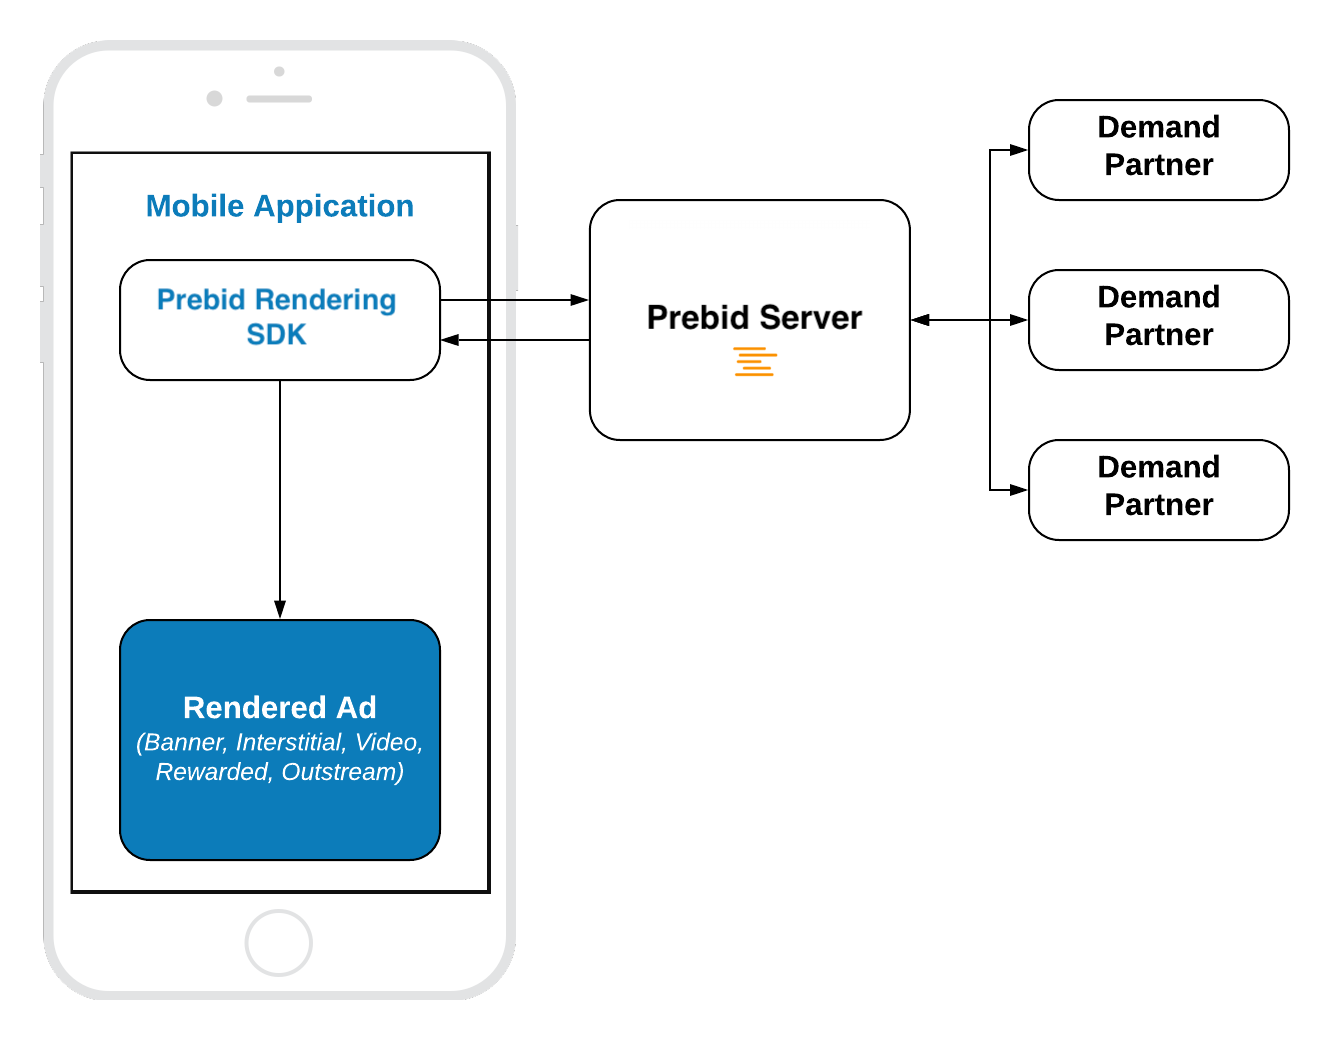 Mobile Appication
Prebid Rendering
SDK
Rendered Ad
(Banner, Interstitial, Video,
Rewarded, Outstream)
Prebid Server
Demand
Partner
Demand
Partner
Demand
Partner